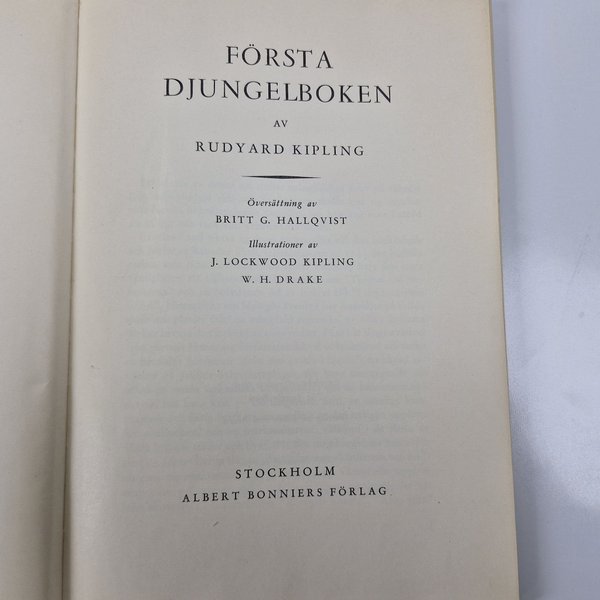 FÖRSTA
DJUNGELBOKEN
AV
RUDYARD KIPLING
Översättning av
BRITT G. HALLQVIST
Illustrationer av
J. LOCKWOOD KIPLING
W. H. DRAKE
STOCKHOLM
ALBERT BONNIERS FÖRLAG